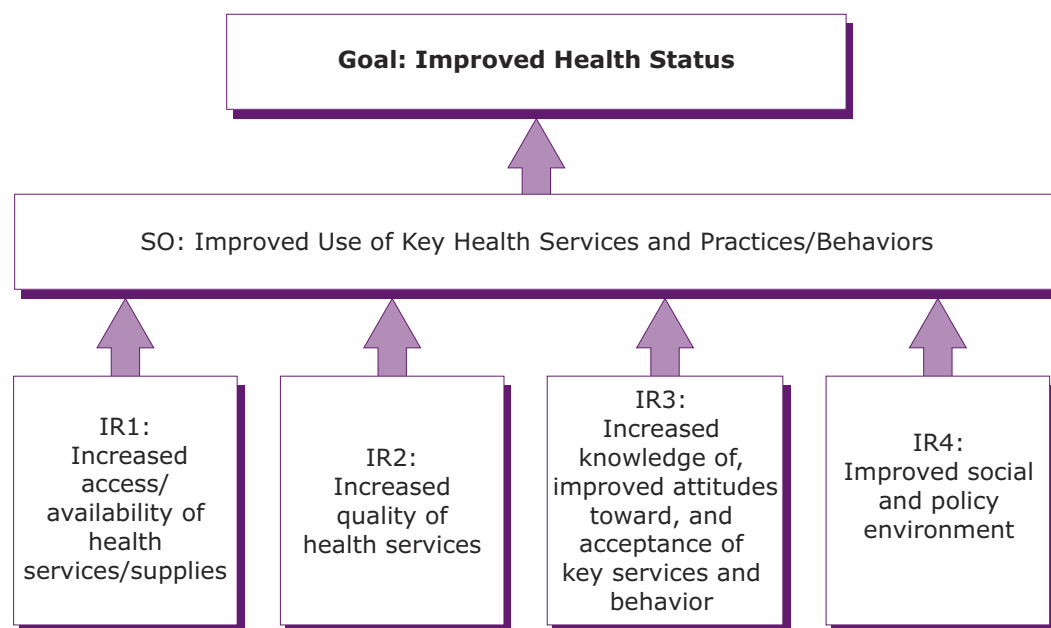 Goal: Improved Health Status
SO: Improved Use of Key Health Services and Practices/Behaviors
IR1:
Increased
access/
availability of
health
services/supplies
IR2:
Increased
quality of
health services
IR3:
Increased
knowledge of,
improved attitudes
toward, and
acceptance of
key services and
behavior
IR4:
Improved social
and policy
environment